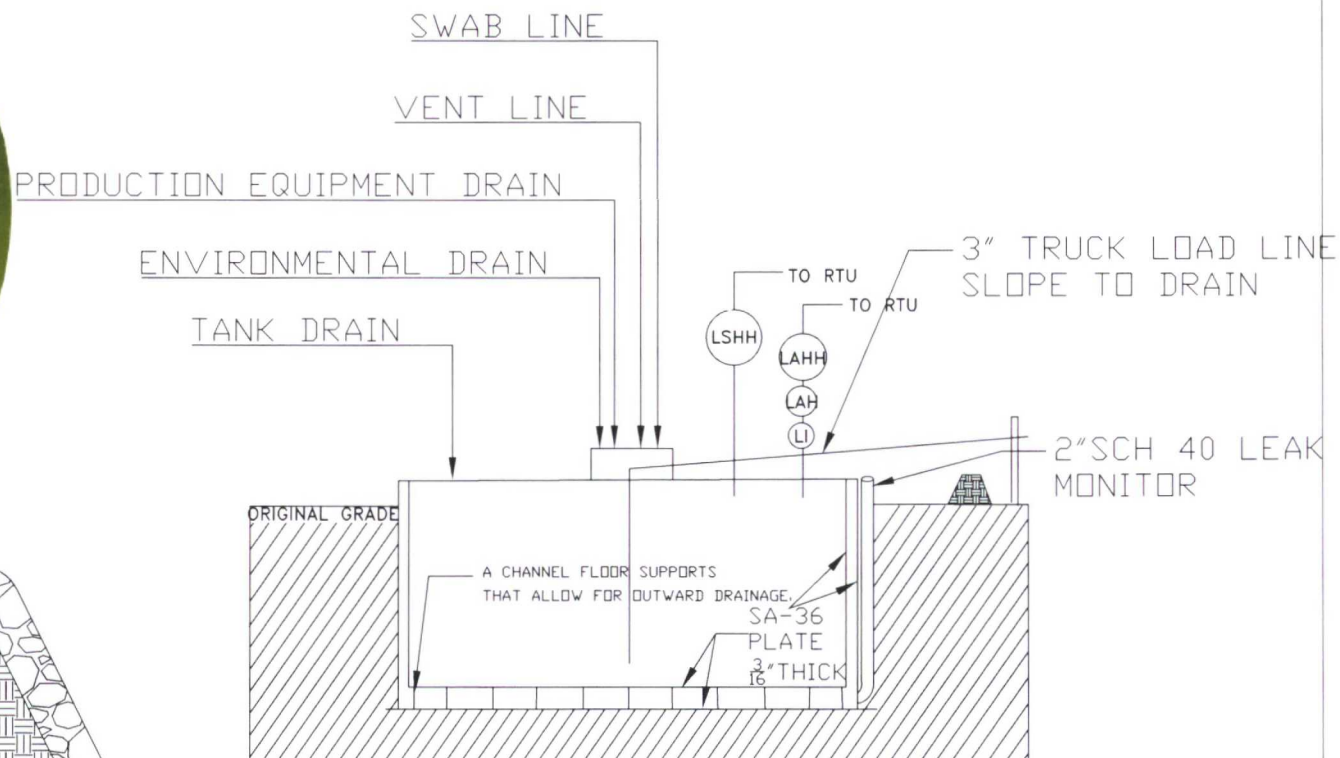 SWAB LINE
VENT LINE
PRODUCTION EQUIPMENT DRAIN
ENVIRONMENTAL DRAIN
TANK DRAIN
3" TRUCK LOAD LINE
SLOPE TO DRAIN
TO RTU
TO RTU
LSHH
LAHH
LAH
LI
2"SCH 40 LEAK
MONITOR
ORIGINAL GRADE
A CHANNEL FLOOR SUPPORTS
THAT ALLOW FOR OUTWARD DRAINAGE.
SA-36
PLATE
3/16" THICK